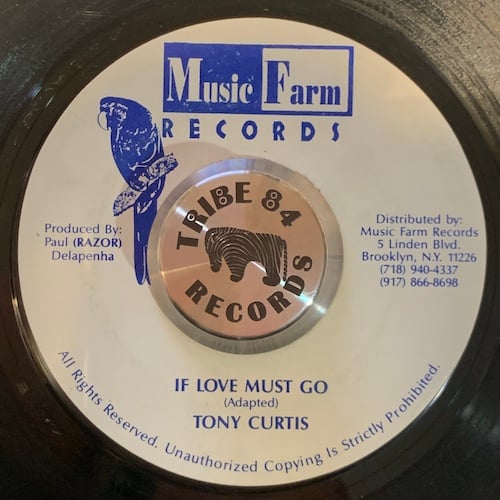 Music Farm
RECORDS
Produced By:
Paul (RAZOR)
Delapenha
TRIBE 84
RECORDS
Distributed by:
Music Farm Records
5 Linden Blvd.
Brooklyn, N.Y. 11226
(718) 940-4337
(917) 866-8698
IF LOVE MUST GO
(Adapted)
TONY CURTIS
All Rights Reserved. Unauthorized Copying Is Strictly Prohibited.